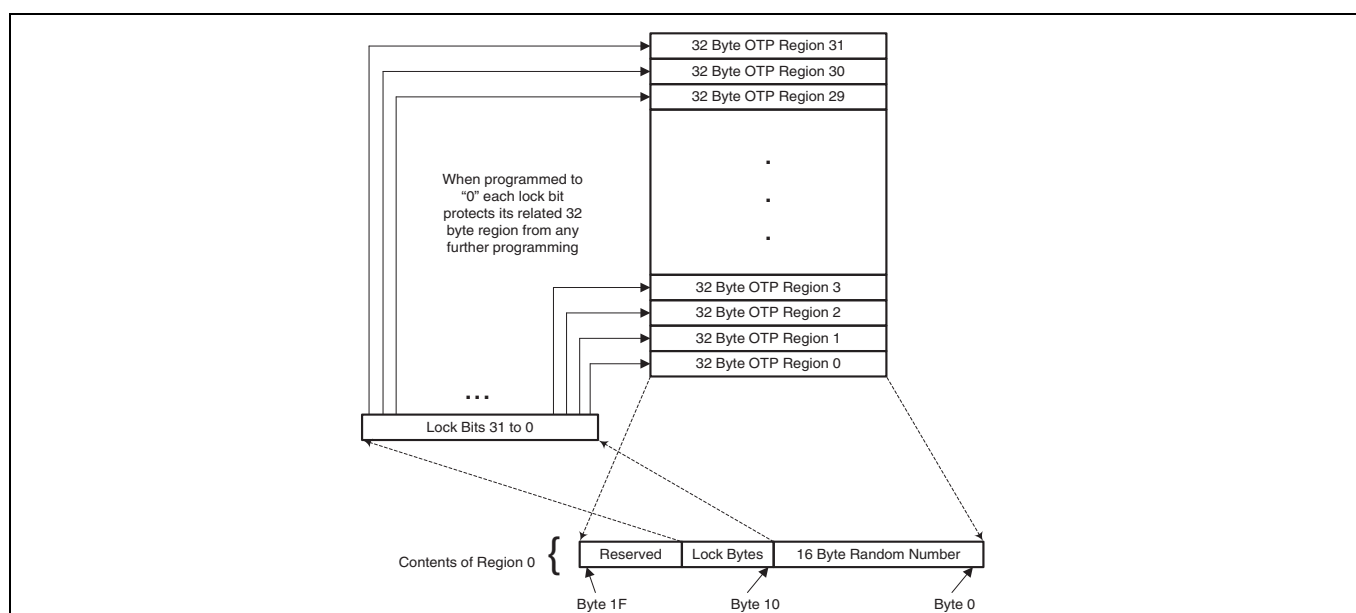 32 Byte OTP Region 31
32 Byte OTP Region 30
32 Byte OTP Region 29
.
.
.
When programmed to
“0” each lock bit
protects its related 32
byte region from any
further programming
32 Byte OTP Region 3
32 Byte OTP Region 2
32 Byte OTP Region 1
32 Byte OTP Region 0
...
Lock Bits 31 to 0
Contents of Region 0 {
Reserved
Lock Bytes
16 Byte Random Number
Byte 1F
Byte 10
Byte 0